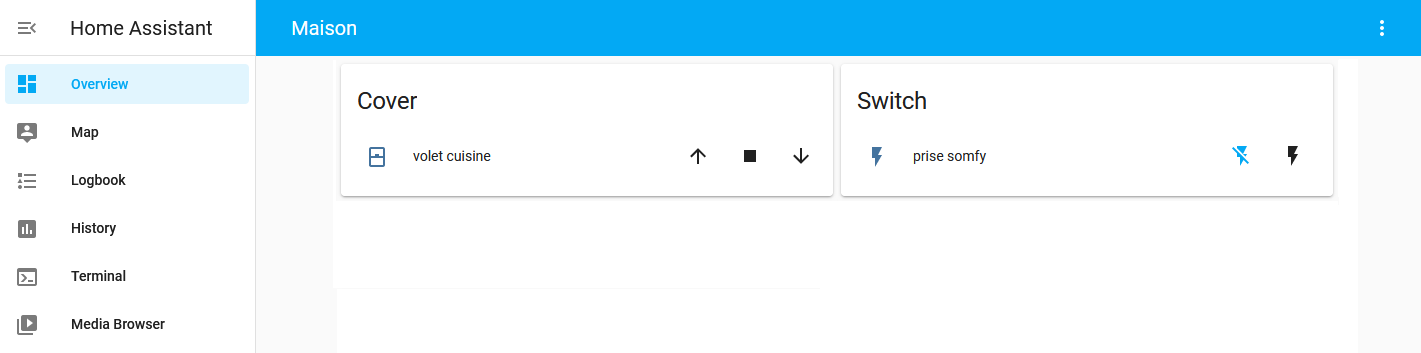 Home Assistant
Maison
Overview
Map
Logbook
History
Terminal
Media Browser
Cover
volet cuisine
Switch
prise somfy